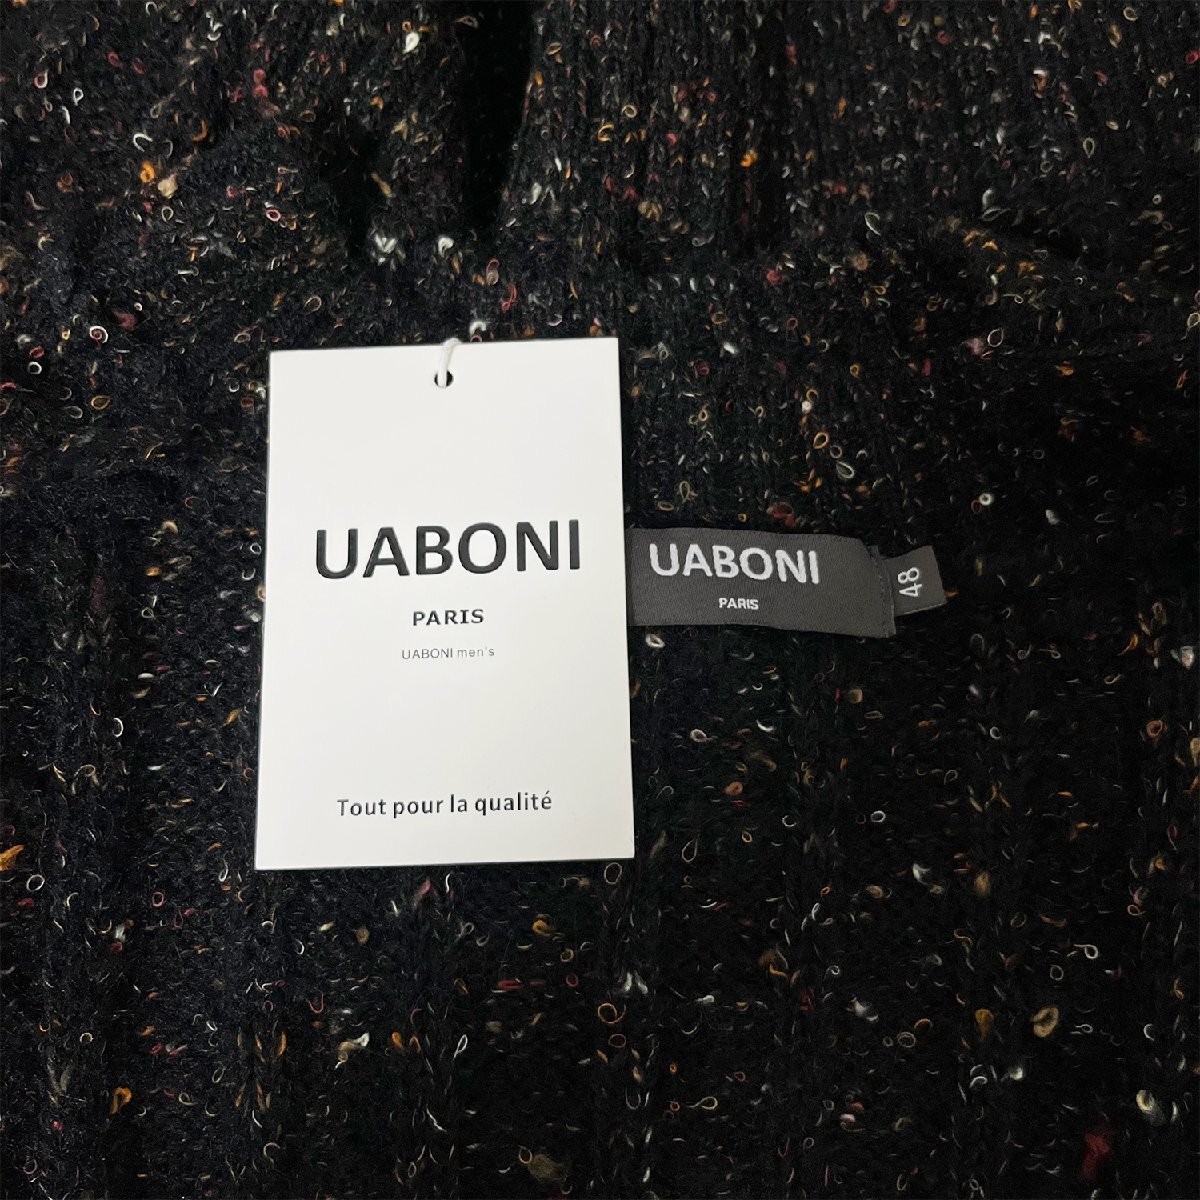 UABONI
PARIS
UABONI men's
Tout pour la qualité
UABONI
PARIS
48